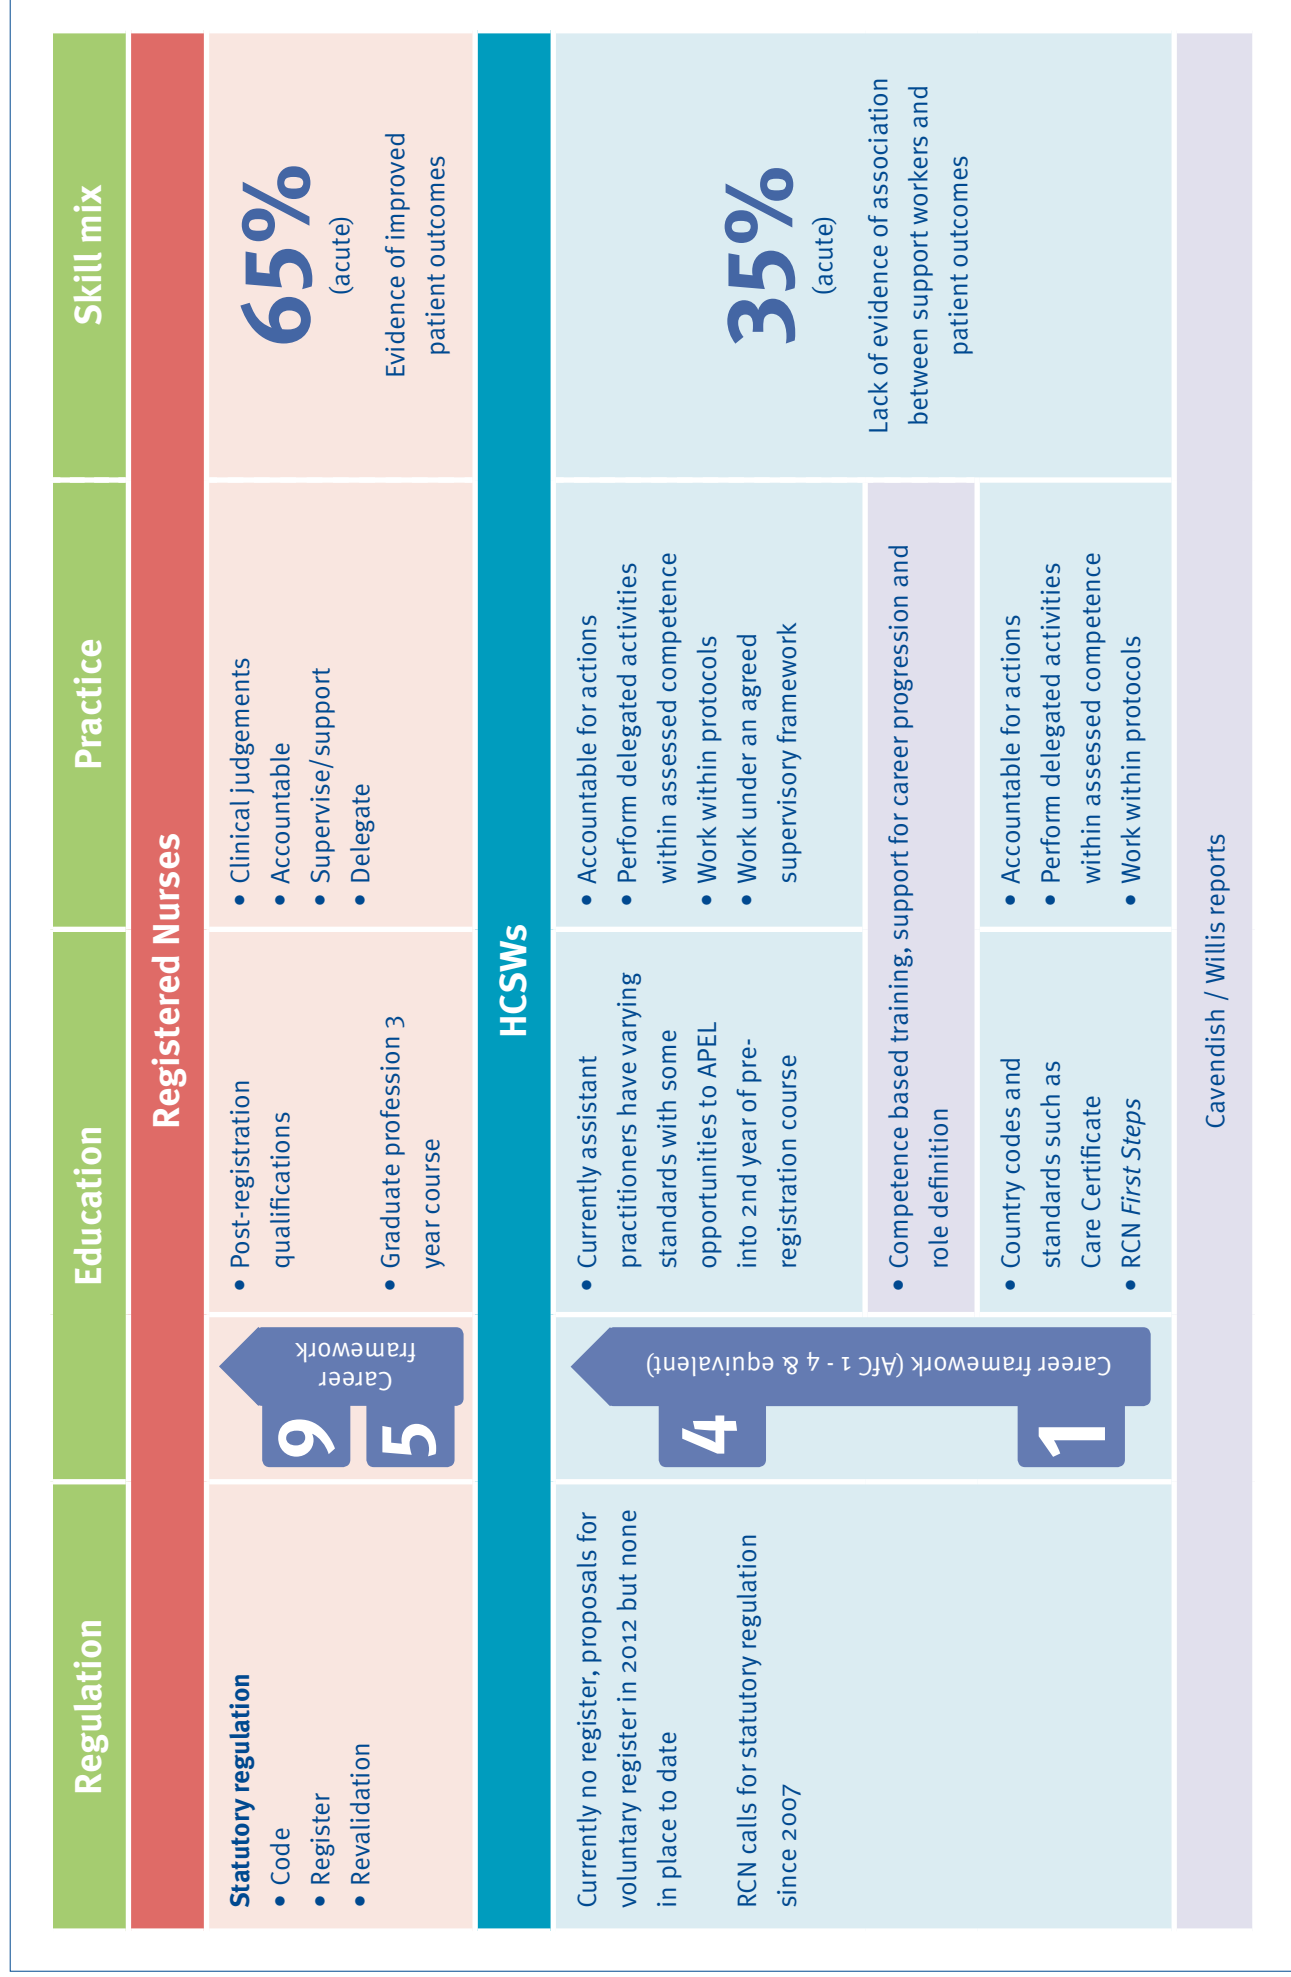 Regulation
Education
Practice
Skill mix
Registered Nurses
Statutory regulation
• Code
• Register
• Revalidation
Career
framework
9
5
• Post-registration
qualifications
• Graduate profession 3
year course
• Clinical judgements
• Accountable
• Supervise/support
• Delegate
65%
(acute)
Evidence of improved
patient outcomes
HCSWs
Currently no register, proposals for
voluntary register in 2012 but none
in place to date
RCN calls for statutory regulation
since 2007
Career framework (AfC 1 - 4 & equivalent)
4
1
• Currently assistant
practitioners have varying
standards with some
opportunities to APEL
into 2nd year of pre-
registration course
• Accountable for actions
• Perform delegated activities
within assessed competence
• Work within protocols
• Work under an agreed
supervisory framework
• Competence based training, support for career progression and
role definition
• Country codes and
standards such as
Care Certificate
• RCN First Steps
• Accountable for actions
• Perform delegated activities
within assessed competence
• Work within protocols
35%
(acute)
Lack of evidence of association
between support workers and
patient outcomes
Cavendish / Willis reports